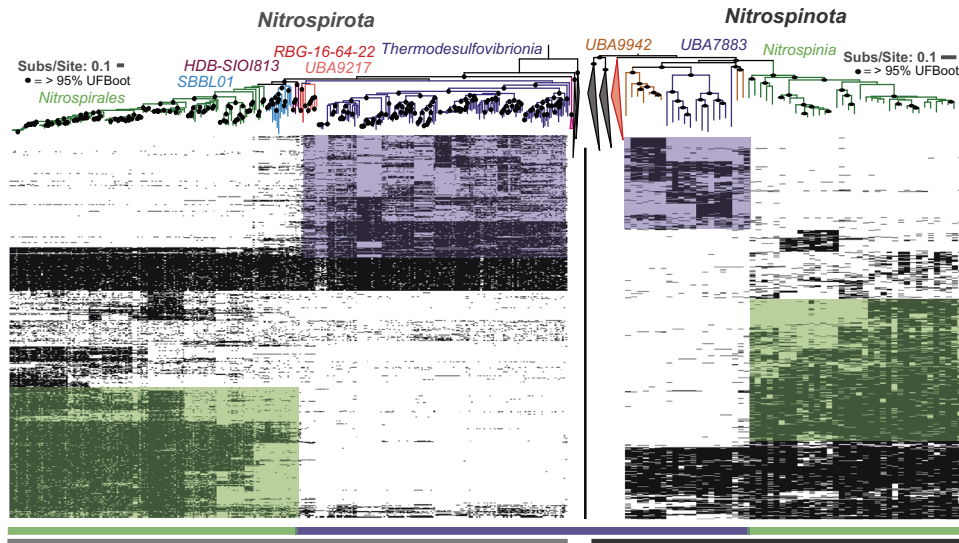 Nitrospirota
Nitrospinota
RBG-16-64-22
Thermodesulfovibrionia
UBA9942
UBA7883
Nitrospinia
Subs/Site: 0.1
HDB-SIOI813
UBA9217
Subs/Site: 0.1
● = > 95% UFBoot
SBBL01
● = > 95% UFBoot
Nitrospirales